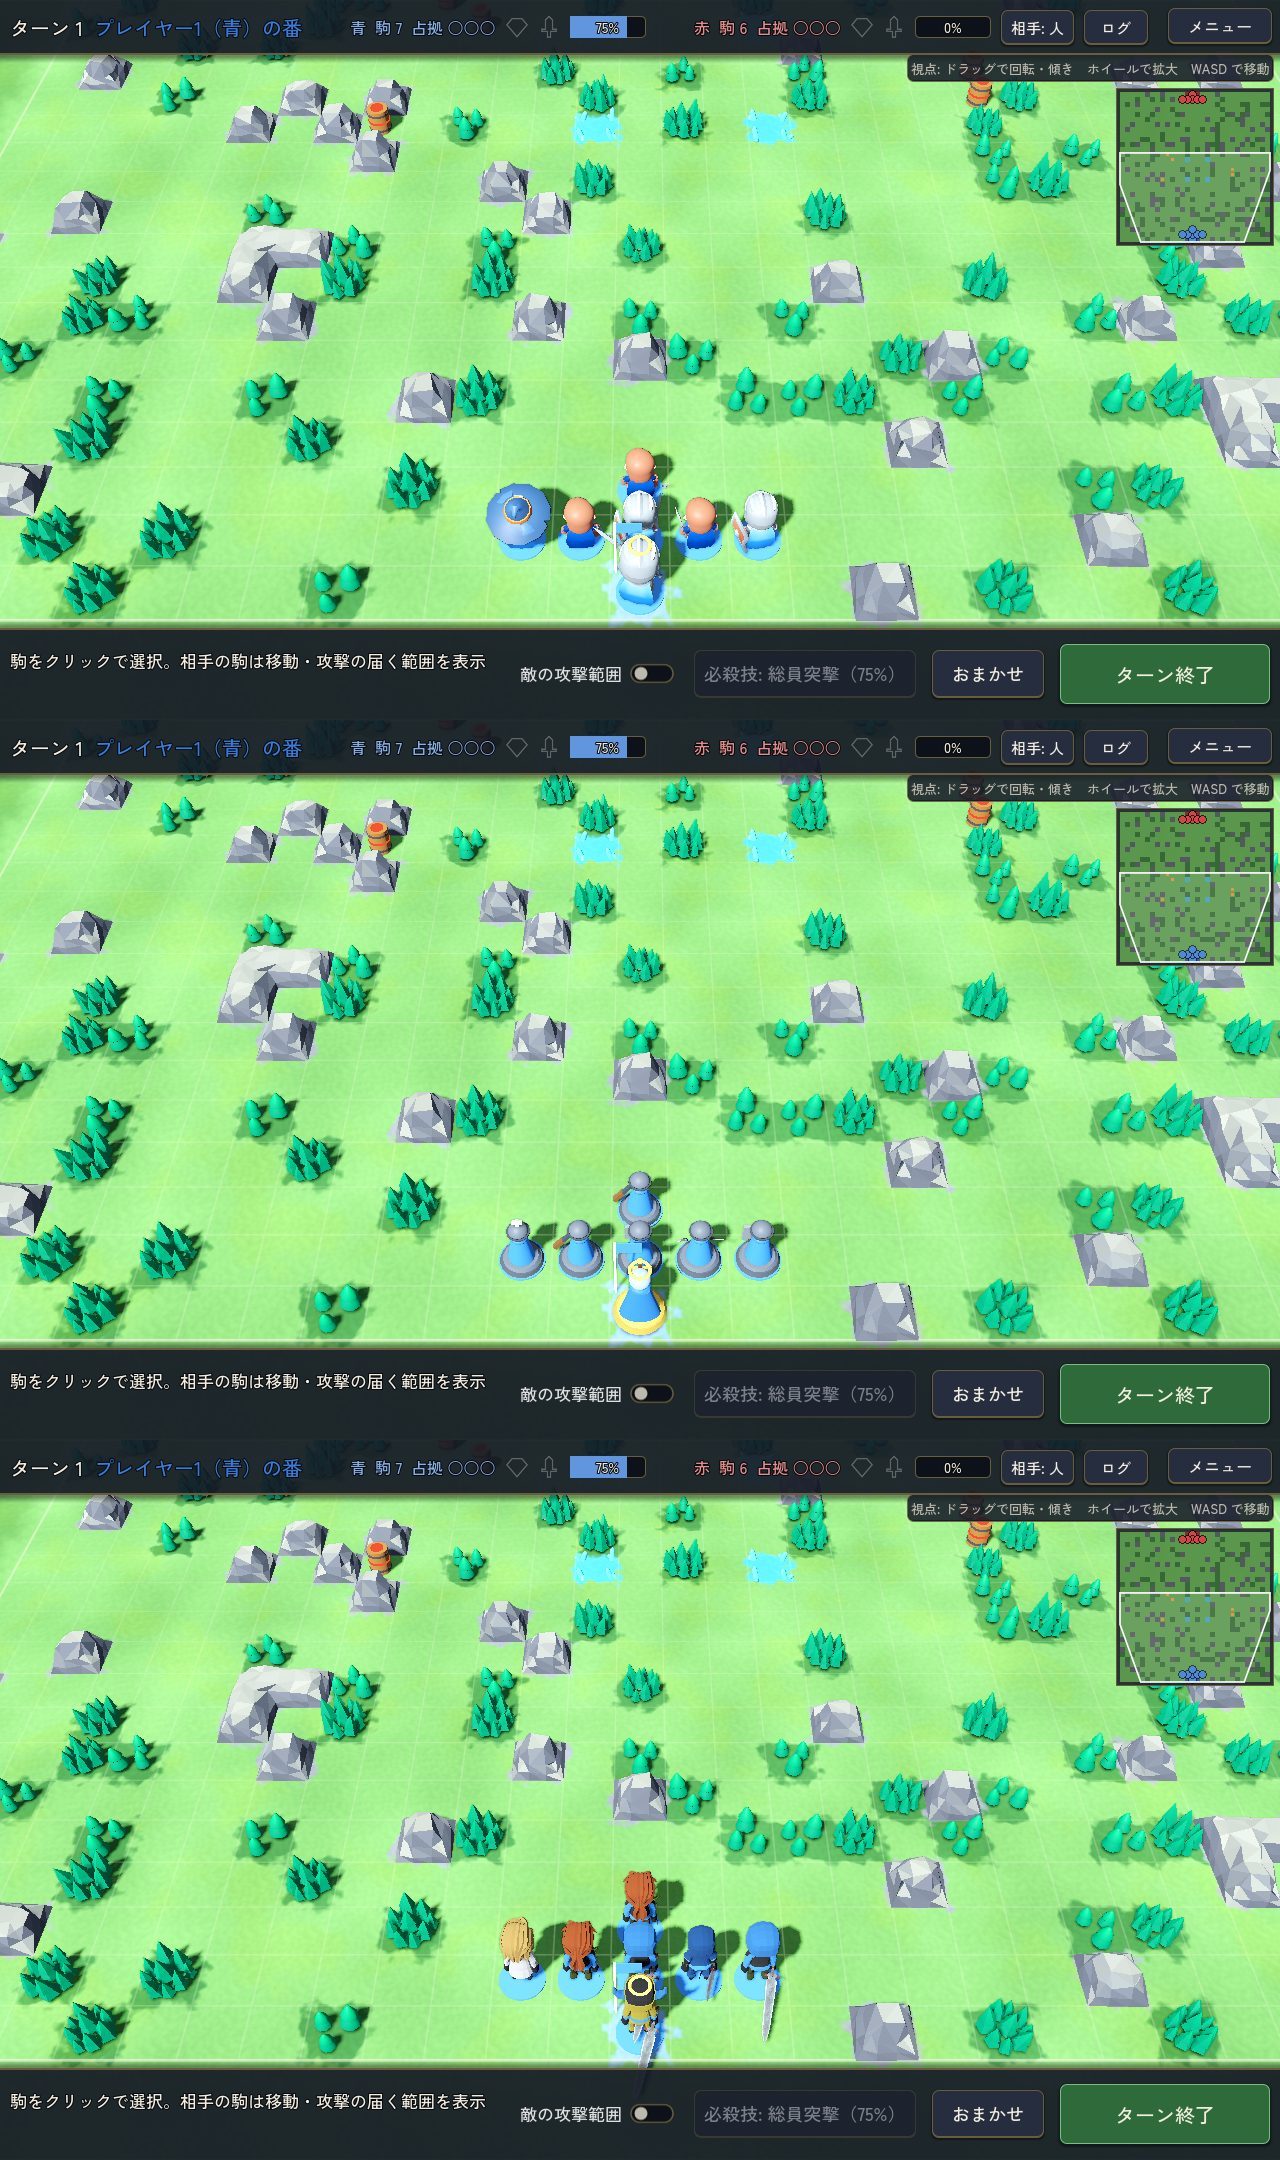 ターン 1 プレイヤー1（青）の番 青 駒 7 占拠 〇〇〇 75% 赤 駒 6 占拠 〇〇〇 0% 相手: 人 ログ メニュー
視点: ドラッグで回転・傾き ホイールで拡大 WASD で移動
駒をクリックで選択。相手の駒は移動・攻撃の届く範囲を表示 敵の攻撃範囲 必殺技: 総員突撃（75%） おまかせ ターン終了
ターン 1 プレイヤー1（青）の番 青 駒 7 占拠 〇〇〇 75% 赤 駒 6 占拠 〇〇〇 0% 相手: 人 ログ メニュー
視点: ドラッグで回転・傾き ホイールで拡大 WASD で移動
駒をクリックで選択。相手の駒は移動・攻撃の届く範囲を表示 敵の攻撃範囲 必殺技: 総員突撃（75%） おまかせ ターン終了
ターン 1 プレイヤー1（青）の番 青 駒 7 占拠 〇〇〇 75% 赤 駒 6 占拠 〇〇〇 0% 相手: 人 ログ メニュー
視点: ドラッグで回転・傾き ホイールで拡大 WASD で移動
駒をクリックで選択。相手の駒は移動・攻撃の届く範囲を表示 敵の攻撃範囲 必殺技: 総員突撃（75%） おまかせ ターン終了